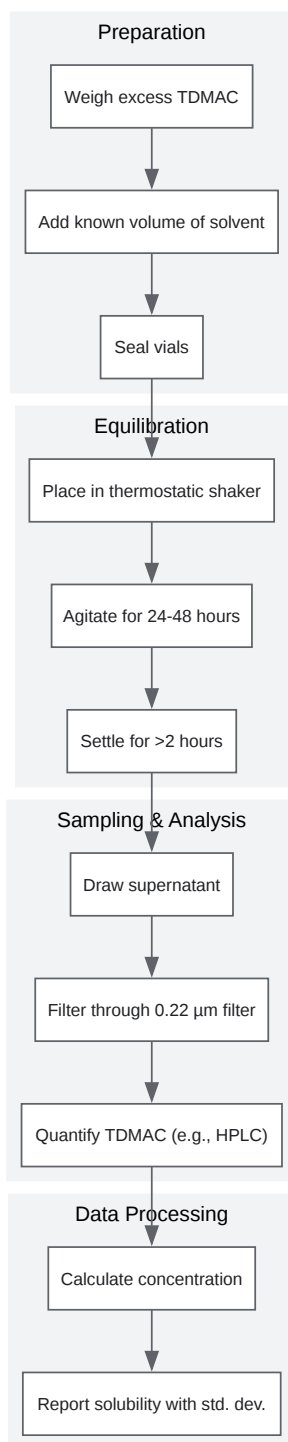 Preparation
Weigh excess TDMAC
Add known volume of solvent
Seal vials
Equilibration
Place in thermostatic shaker
Agitate for 24-48 hours
Settle for >2 hours
Sampling & Analysis
Draw supernatant
Filter through 0.22 µm filter
Quantify TDMAC (e.g., HPLC)
Data Processing
Calculate concentration
Report solubility with std. dev.